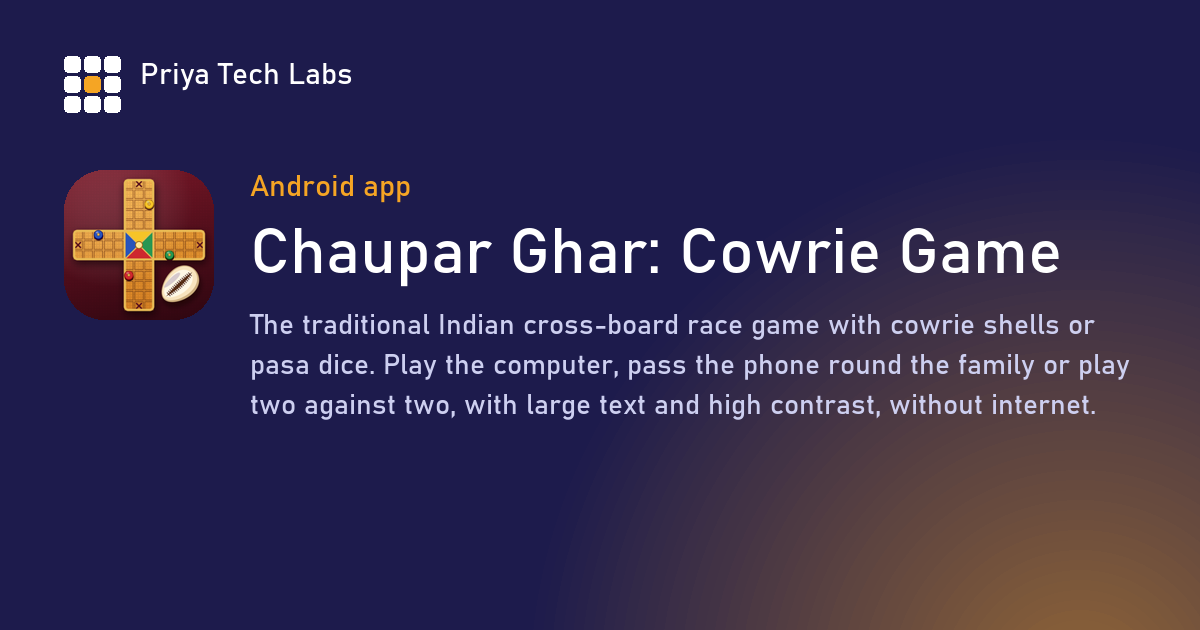 Priya Tech Labs
Android app
Chaupar Ghar: Cowrie Game
The traditional Indian cross-board race game with cowrie shells or
pasa dice. Play the computer, pass the phone round the family or play
two against two, with large text and high contrast, without internet.